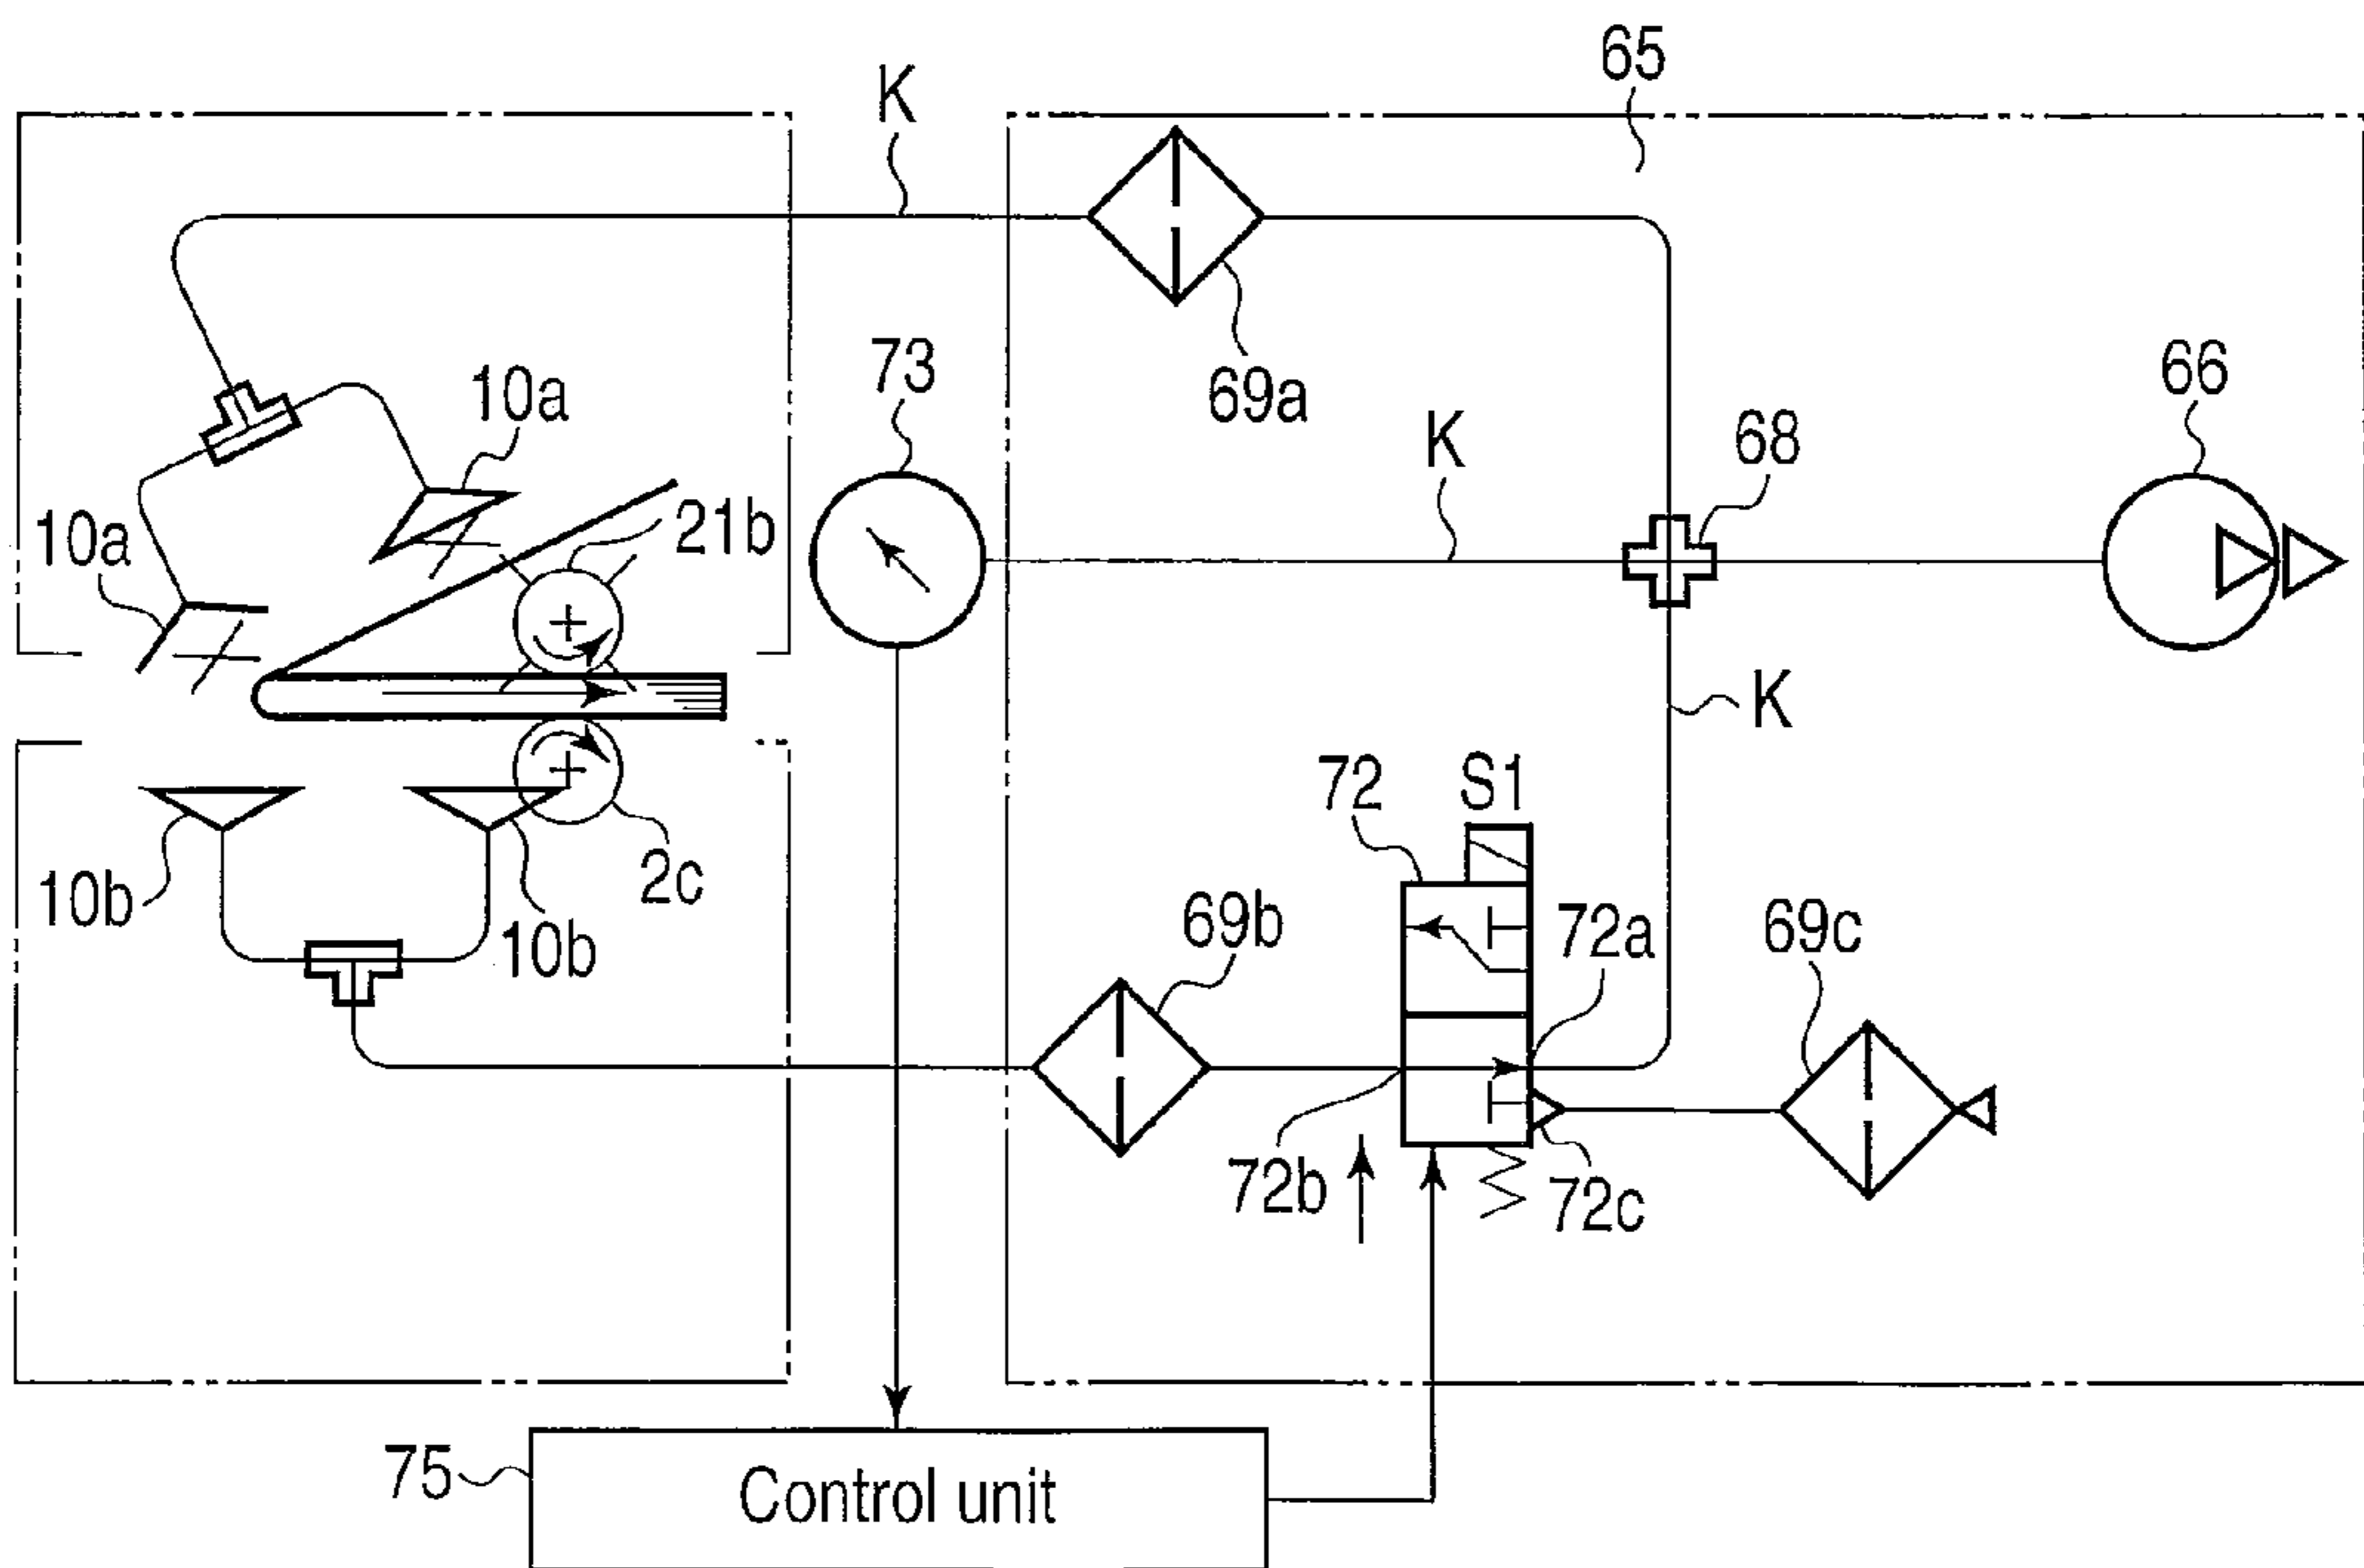 65
K
69a
73
66
10a
K
68
21b
10a
K
72
S1
2c
10b
69b
72a
69c
10b
72b
72c
75
Control unit